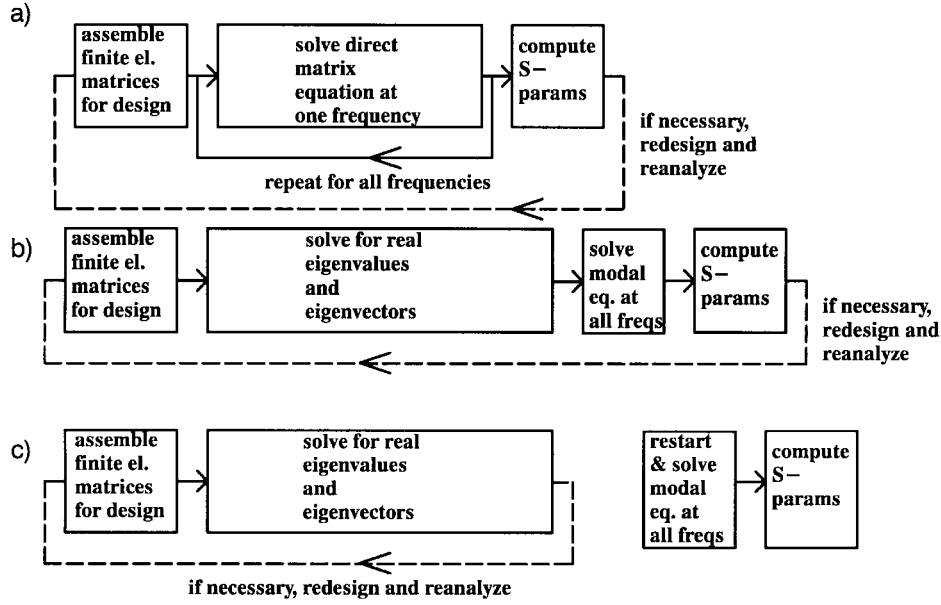 a)
assemble
finite el.
matrices
for design
solve direct
matrix
equation at
one frequency
compute
S–
params
if necessary,
redesign and
reanalyze
repeat for all frequencies
b)
assemble
finite el.
matrices
for design
solve for real
eigenvalues
and
eigenvectors
solve
modal
eq. at
all freqs
compute
S–
params
if necessary,
redesign and
reanalyze
c)
assemble
finite el.
matrices
for design
solve for real
eigenvalues
and
eigenvectors
restart
& solve
modal
eq. at
all freqs
compute
S–
params
if necessary, redesign and reanalyze